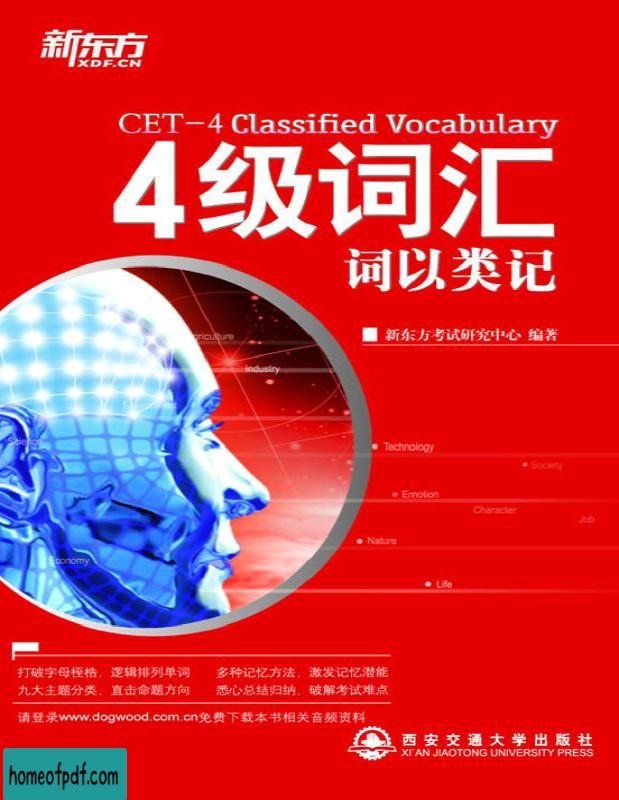 新东方
XDF.CN
CET-4 Classified Vocabulary
4级词汇
词以类记
新东方考试研究中心 编著
Agriculture
Industry
Environment
Science
Technology
Society
Emotion
Character
Job
Nature
Economy
Life
打破字母桎梏，逻辑排列单词 多种记忆方法，激发记忆潜能
九大主题分类，直击命题方向 悉心总结归纳，破解考试难点
请登录www.dogwood.com.cn免费下载本书相关音频资料
西安交通大学出版社
XI'AN JIAOTONG UNIVERSITY PRESS
homeofpdf.com